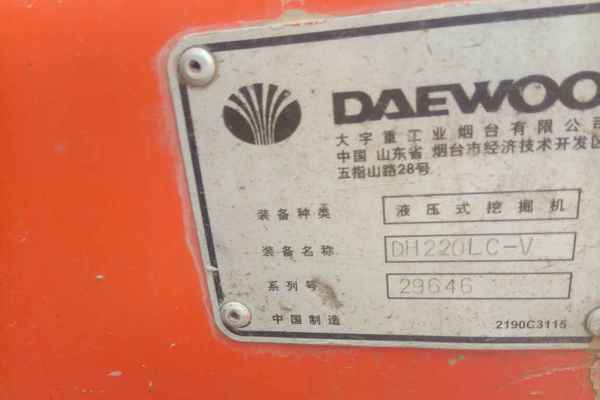 DAEWOO
大宇重工业烟台有限公司
中国 山东省 烟台市经济技术开发区
五指山路28号
装备种类 液压式挖掘机
装备名称 DH220LC-V
系列号 29646
中国制造 2190C3115